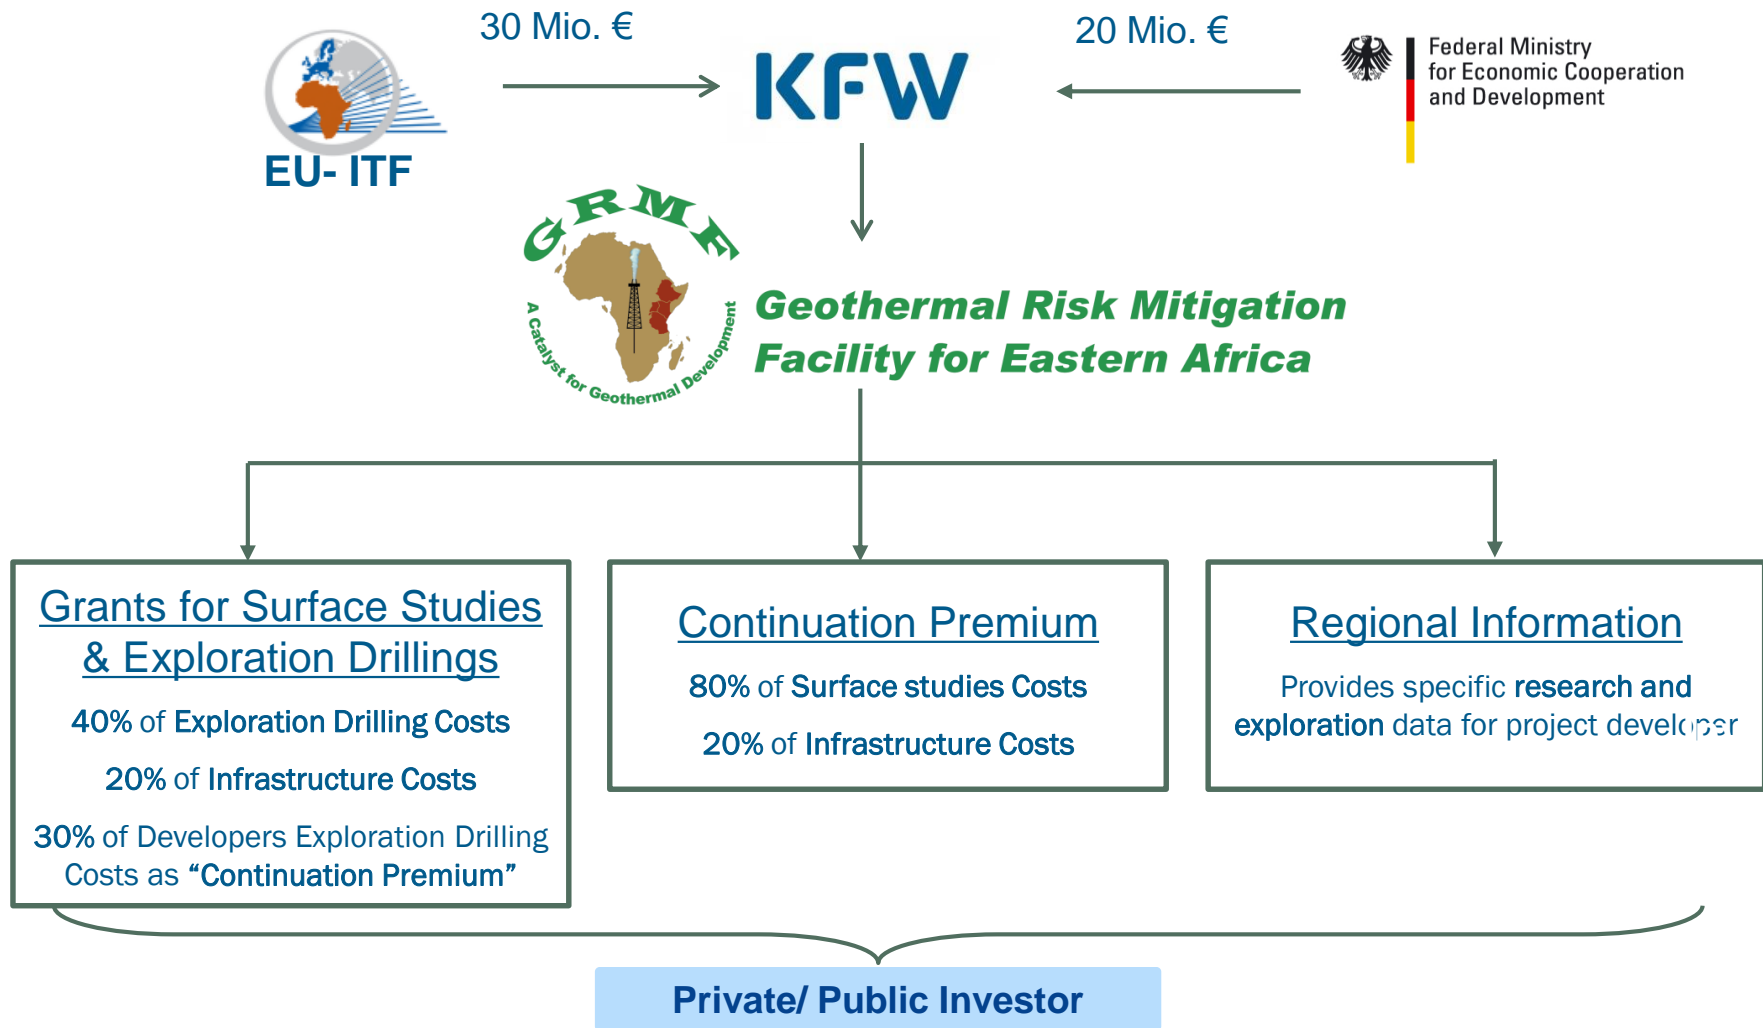 30 Mio. €
20 Mio. €
EU- ITF
KFW
Federal Ministry
for Economic Cooperation
and Development
GRMF
A Catalyst for Geothermal Development
Geothermal Risk Mitigation
Facility for Eastern Africa
Grants for Surface Studies
& Exploration Drillings
40% of Exploration Drilling Costs
20% of Infrastructure Costs
30% of Developers Exploration Drilling
Costs as “Continuation Premium”
Continuation Premium
80% of Surface studies Costs
20% of Infrastructure Costs
Regional Information
Provides specific research and
exploration data for project developer
Private/ Public Investor